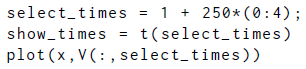 select_times = 1 + 250*(0:4);
show_times = t(select_times)
plot(x,V(:,select_times))